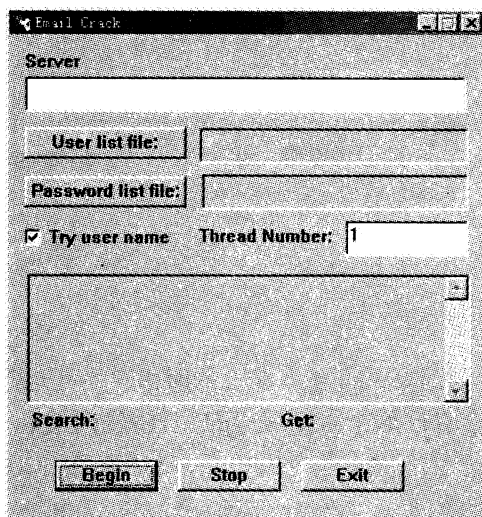 Email Crack
Server
User list file:
Password list file:
Try user name Thread Number: 1
Search: Get:
Begin Stop Exit